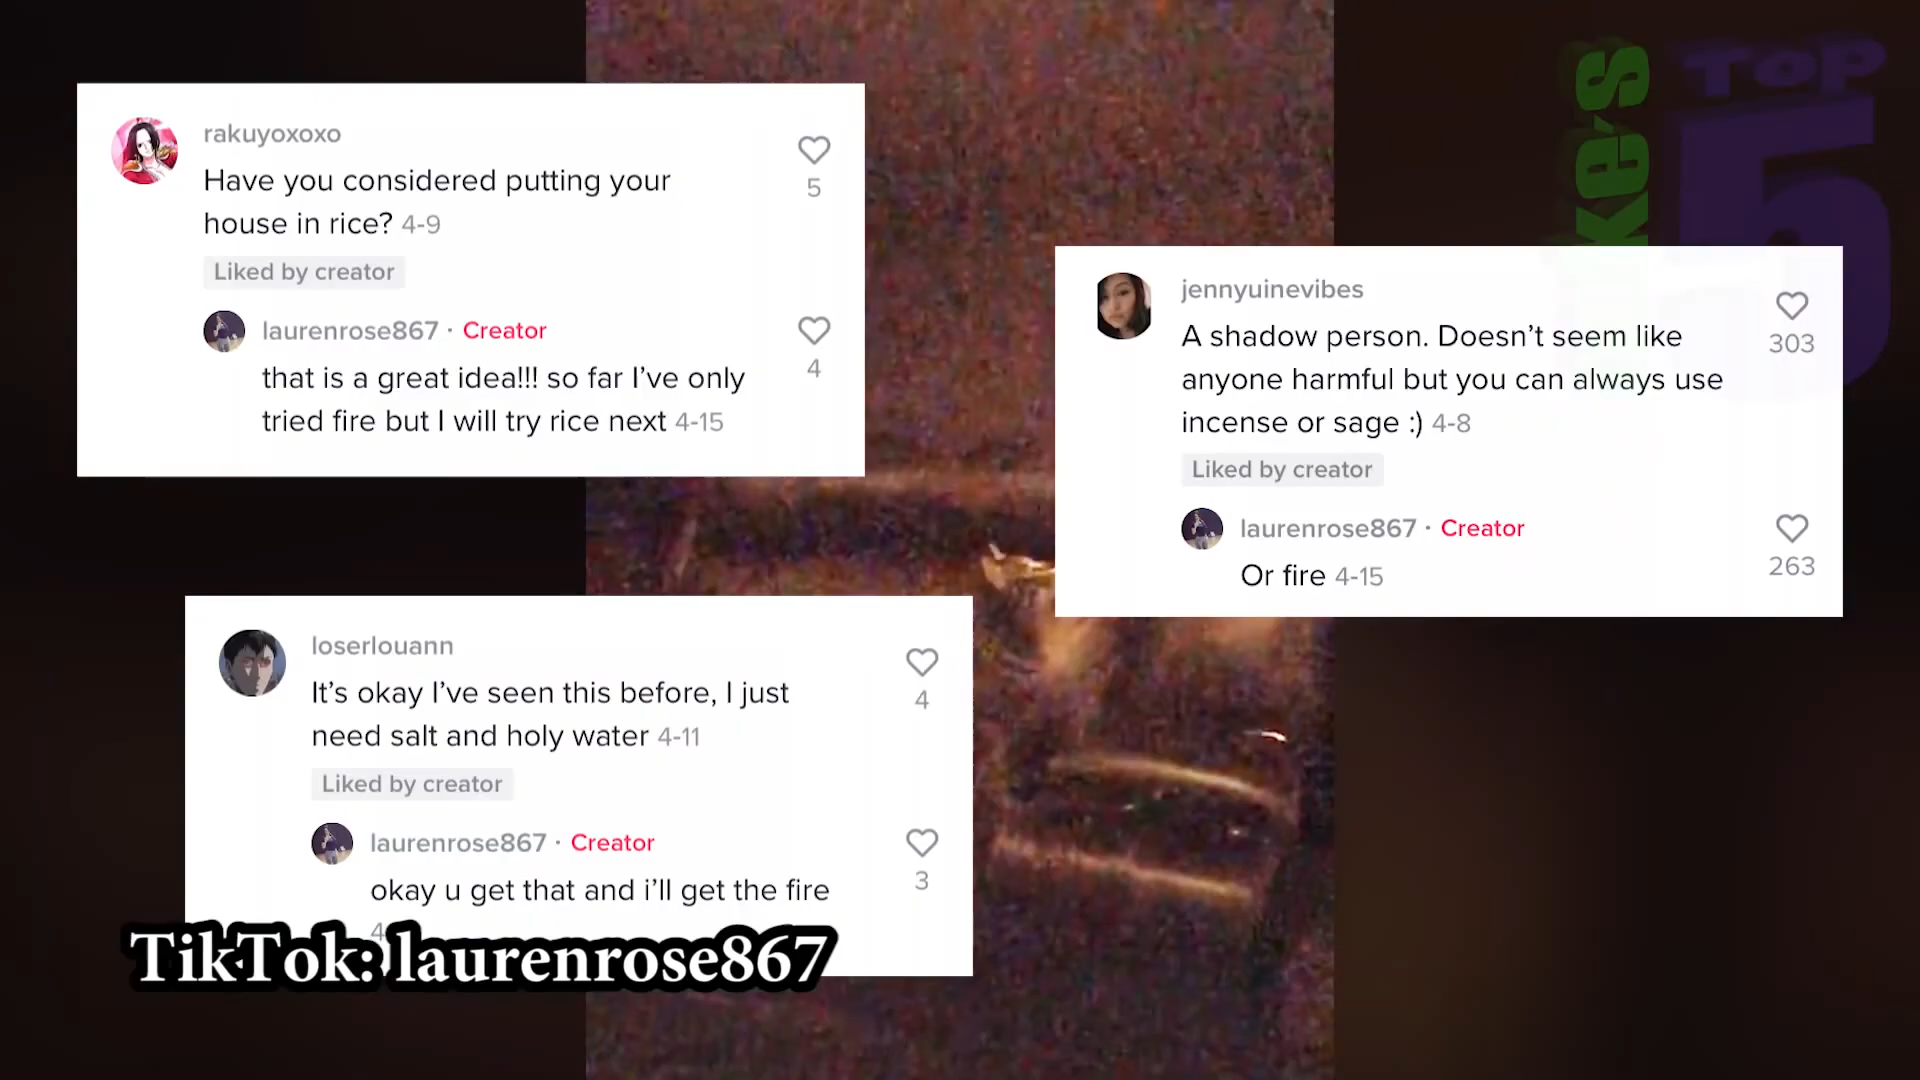 rakuyoxoxo
Have you considered putting your
house in rice? 4-9
5
Liked by creator
laurenrose867 · Creator
that is a great idea!!! so far I’ve only
tried fire but I will try rice next 4-15
4
jennyuinevibes
A shadow person. Doesn’t seem like
anyone harmful but you can always use
incense or sage :) 4-8
303
Liked by creator
laurenrose867 · Creator
Or fire 4-15
263
loserlouann
It’s okay I’ve seen this before, I just
need salt and holy water 4-11
4
Liked by creator
laurenrose867 · Creator
okay u get that and i’ll get the fire
3
TikTok: laurenrose867
TOP
5